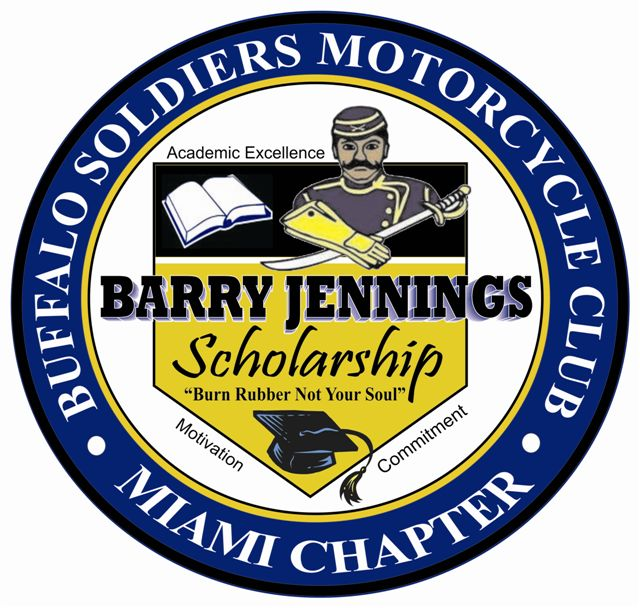 BUFFALO SOLDIERS MOTORCYCLE CLUB
Academic Excellence
BARRY JENNINGS
Scholarship
"Burn Rubber Not Your Soul"
Motivation
Commitment
• MIAMI CHAPTER •